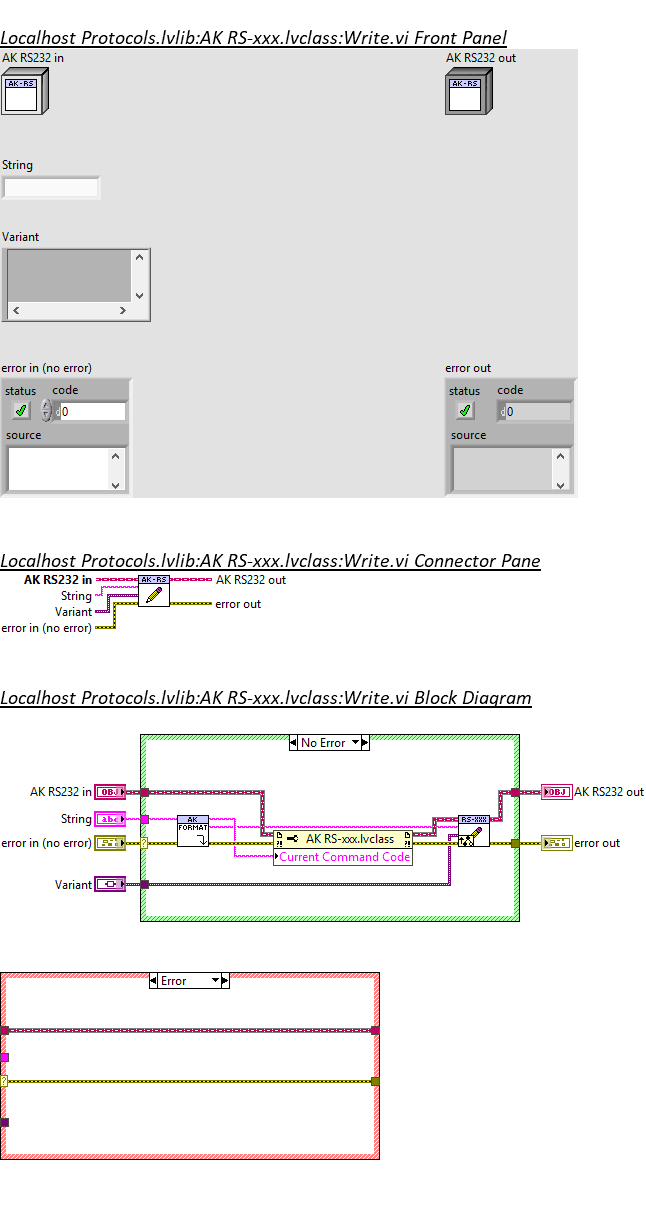 Localhost Protocols.lvlib:AK RS-xxx.lvclass:Write.vi Front Panel
AK RS232 in
AK RS232 out
AK-RS
AK-RS
String
Variant
error in (no error)
error out
status
code
status
code
d
0
d
0
source
source
Localhost Protocols.lvlib:AK RS-xxx.lvclass:Write.vi Connector Pane
AK RS232 in
AK-RS
AK RS232 out
String
Variant
error out
error in (no error)
Localhost Protocols.lvlib:AK RS-xxx.lvclass:Write.vi Block Diagram
No Error
AK RS232 in
OBJ
OBJ
AK RS232 out
String
abc
AK
FORMAT
RS-XXX
error in (no error)
?
?!
AK RS-xxx.lvclass
?!
error out
Current Command Code
Variant
Error
?